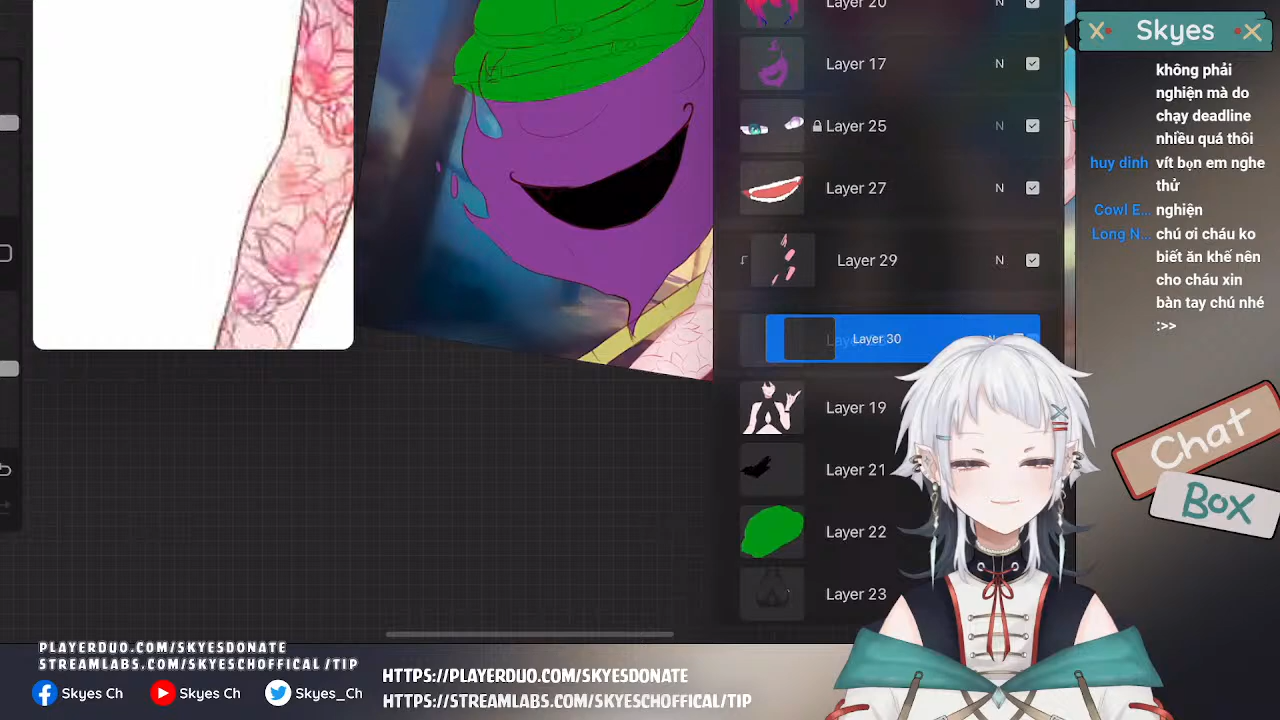 Layer 20 N
Layer 17 N
Layer 25 N
Layer 27 N
Layer 29 N
Layer 30
Layer 19
Layer 21
Layer 22
Layer 23
Skyes
không phải
nghiện mà do
chạy deadline
nhiều quá thôi
huy dinh vít bọn em nghe
thử
Cowl E... nghiện
Long N... chú ơi cháu ko
biết ăn khế nên
cho cháu xin
bàn tay chú nhé
:>>
Chat
Box
PLAYERDUO.COM/SKYESDONATE
STREAMLABS.COM/SKYESCHOFFICAL/TIP
Skyes Ch Skyes Ch Skyes_Ch
HTTPS://PLAYERDUO.COM/SKYESDONATE
HTTPS://STREAMLABS.COM/SKYESCHOFFICAL/TIP